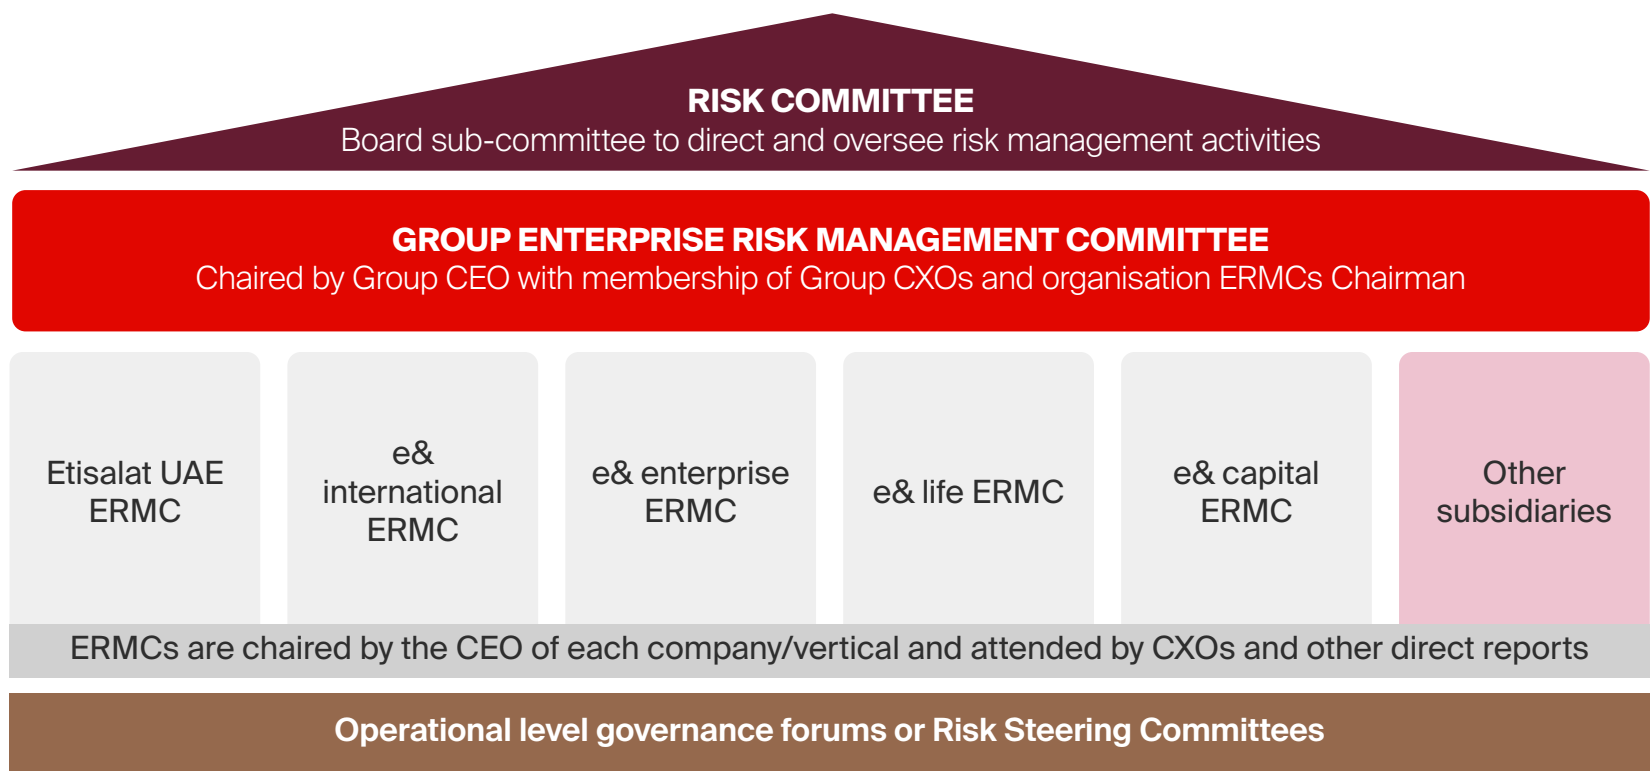 RISK COMMITTEE
Board sub-committee to direct and oversee risk management activities
GROUP ENTERPRISE RISK MANAGEMENT COMMITTEE
Chaired by Group CEO with membership of Group CXOs and organisation ERMCs Chairman
Etisalat UAE
ERMC
e&
international
ERMC
e& enterprise
ERMC
e& life ERMC
e& capital
ERMC
Other
subsidiaries
ERMCs are chaired by the CEO of each company/vertical and attended by CXOs and other direct reports
Operational level governance forums or Risk Steering Committees